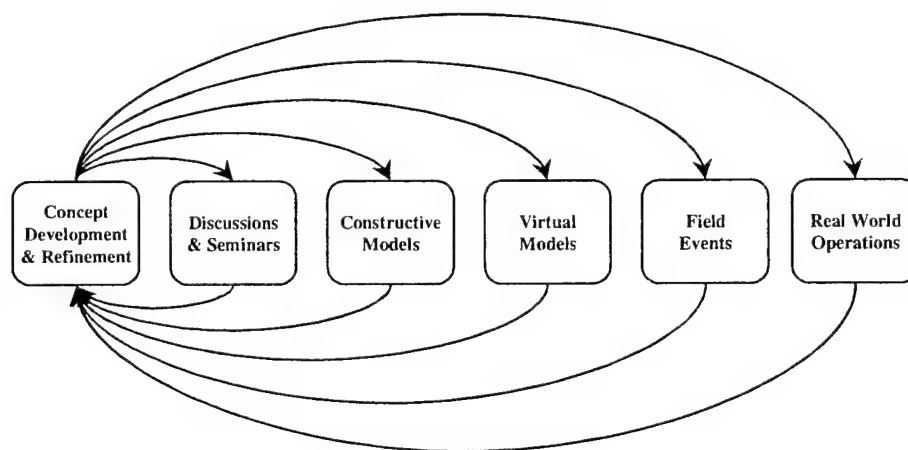 Concept
Development
& Refinement
Discussions
& Seminars
Constructive
Models
Virtual
Models
Field
Events
Real World
Operations